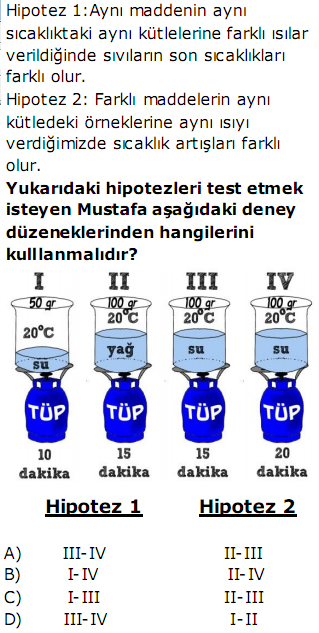 Hipotez 1:Aynı maddenin aynı
sıcaklıktaki aynı kütlelerine farklı ısılar
verildiğinde sıvıların son sıcaklıkları
farklı olur.
Hipotez 2: Farklı maddelerin aynı
kütledeki örneklerine aynı ısıyı
verdiğimizde sıcaklık artışları farklı
olur.
Yukarıdaki hipotezleri test etmek
isteyen Mustafa aşağıdaki deney
düzeneklerinden hangilerini
kulllanmalıdır?
I II III IV
50 gr 100 gr 100 gr 100 gr
20°C 20°C 20°C 20°C
su yağ su su
TÜP TÜP TÜP TÜP
10 15 15 20
dakika dakika dakika dakika
Hipotez 1 Hipotez 2
A) III-IV II-III
B) I-IV II-IV
C) I-III II-III
D) III-IV I-II